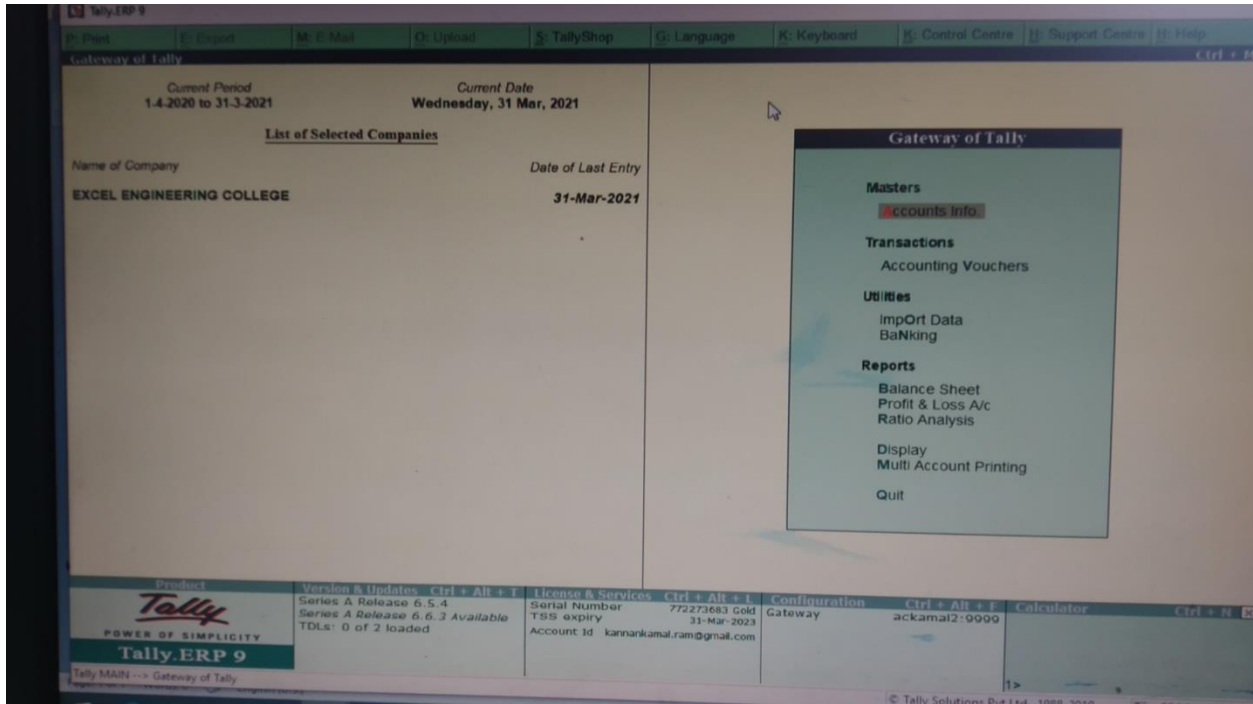 Tally.ERP 9
P: Print E: Export M: E-Mail O: Upload S: TallyShop G: Language K: Keyboard K: Control Centre H: Support Centre H: Help
Gateway of Tally Ctrl + M
Current Period Current Date
1-4-2020 to 31-3-2021 Wednesday, 31 Mar, 2021
List of Selected Companies
Name of Company Date of Last Entry
EXCEL ENGINEERING COLLEGE 31-Mar-2021
Gateway of Tally
Masters
Accounts Info.
Transactions
Accounting Vouchers
Utilities
ImpOrt Data
BaNking
Reports
Balance Sheet
Profit & Loss A/c
Ratio Analysis
Display
Multi Account Printing
Quit
Product
Tally
POWER OF SIMPLICITY
Tally.ERP 9
Version & Updates Ctrl + Alt + T
Series A Release 6.5.4
Series A Release 6.6.3 Available
TDLs: 0 of 2 loaded
License & Services Ctrl + Alt + L
Serial Number 772273683 Gold
TSS expiry 31-Mar-2023
Account Id kannankamal.ram@gmail.com
Configuration Ctrl + Alt + F
Gateway ackamal2:9999
Calculator Ctrl + N
1>
Tally MAIN --> Gateway of Tally
© Tally Solutions Pvt Ltd., 1988-2019